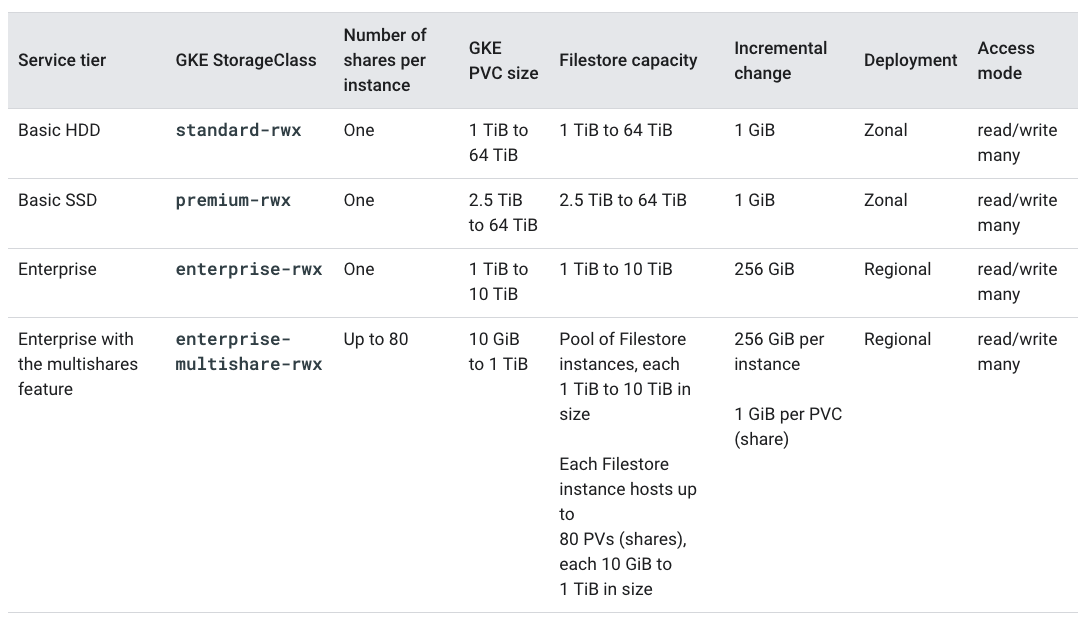 Service tier
GKE StorageClass
Number of
shares per
instance
GKE
PVC size
Filestore capacity
Incremental
change
Deployment
Access
mode
Basic HDD
standard-rwx
One
1 TiB to
64 TiB
1 TiB to 64 TiB
1 GiB
Zonal
read/write
many
Basic SSD
premium-rwx
One
2.5 TiB
to 64 TiB
2.5 TiB to 64 TiB
1 GiB
Zonal
read/write
many
Enterprise
enterprise-rwx
One
1 TiB to
10 TiB
1 TiB to 10 TiB
256 GiB
Regional
read/write
many
Enterprise with
the multishares
feature
enterprise-
multishare-rwx
Up to 80
10 GiB
to 1 TiB
Pool of Filestore
instances, each
1 TiB to 10 TiB in
size
Each Filestore
instance hosts up
to
80 PVs (shares),
each 10 GiB to
1 TiB in size
256 GiB per
instance
1 GiB per PVC
(share)
Regional
read/write
many